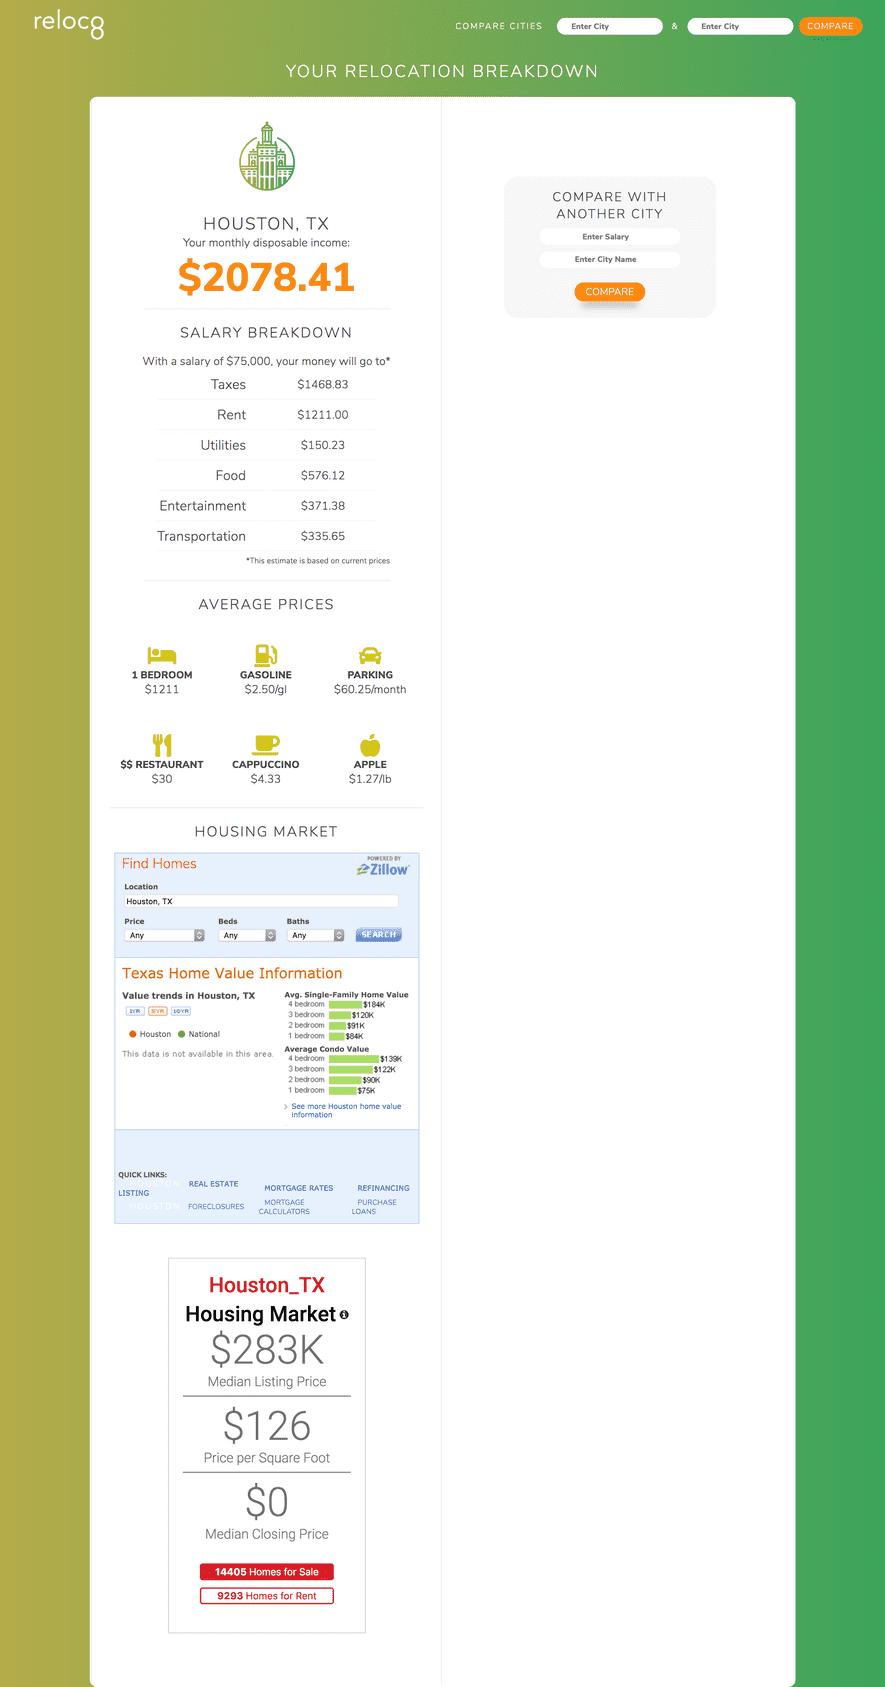 reloc8
COMPARE CITIES Enter City & Enter City COMPARE
YOUR RELOCATION BREAKDOWN
HOUSTON, TX
Your monthly disposable income:
$2078.41
SALARY BREAKDOWN
With a salary of $75,000, your money will go to*
Taxes $1468.83
Rent $1211.00
Utilities $150.23
Food $576.12
Entertainment $371.38
Transportation $335.65
*This estimate is based on current prices
AVERAGE PRICES
1 BEDROOM GASOLINE PARKING
$1211 $2.50/gl $60.25/month
$$ RESTAURANT CAPPUCCINO APPLE
$30 $4.33 $1.27/lb
HOUSING MARKET
Find Homes
POWERED BY
Zillow
Location
Houston, TX
Price Beds Baths
Any Any Any SEARCH
Texas Home Value Information
Value trends in Houston, TX
1YR 5YR 10YR
Houston National
This data is not available in this area.
Avg. Single-Family Home Value
4 bedroom $184K
3 bedroom $120K
2 bedroom $91K
1 bedroom $84K
Average Condo Value
4 bedroom $139K
3 bedroom $122K
2 bedroom $90K
1 bedroom $75K
See more Houston home value
information
QUICK LINKS:
HOUSTON REAL ESTATE MORTGAGE RATES REFINANCING
LISTING
HOUSTON FORECLOSURES MORTGAGE PURCHASE
CALCULATORS LOANS
Houston_TX
Housing Market
$283K
Median Listing Price
$126
Price per Square Foot
$0
Median Closing Price
14405 Homes for Sale
9293 Homes for Rent
COMPARE WITH
ANOTHER CITY
Enter Salary
Enter City Name
COMPARE